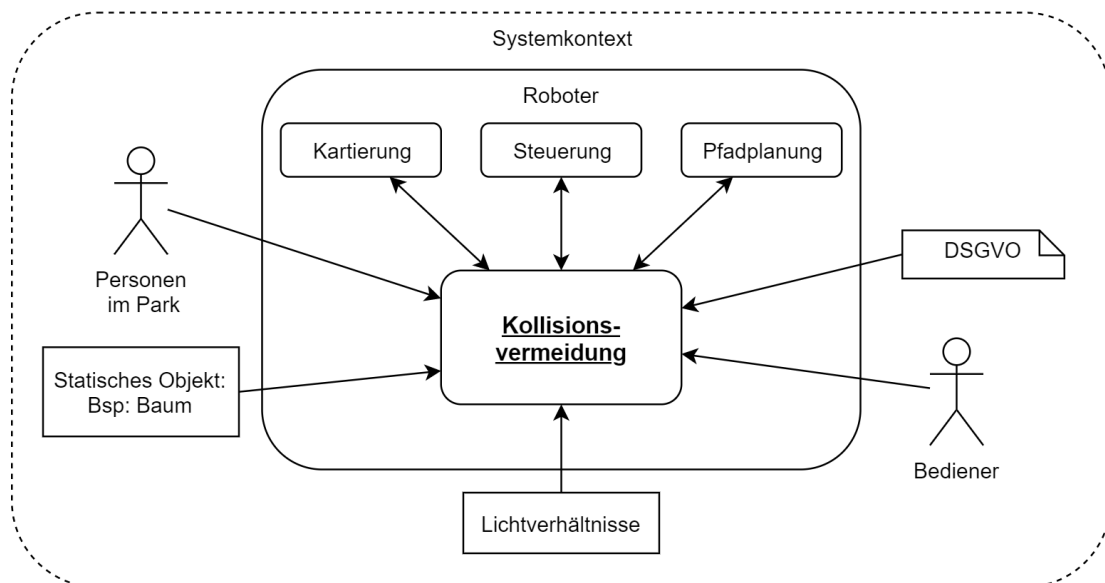 Systemkontext
Roboter
Kartierung
Steuerung
Pfadplanung
Personen
im Park
DSGVO
Kollisions-
vermeidung
Statisches Objekt:
Bsp: Baum
Bediener
Lichtverhältnisse